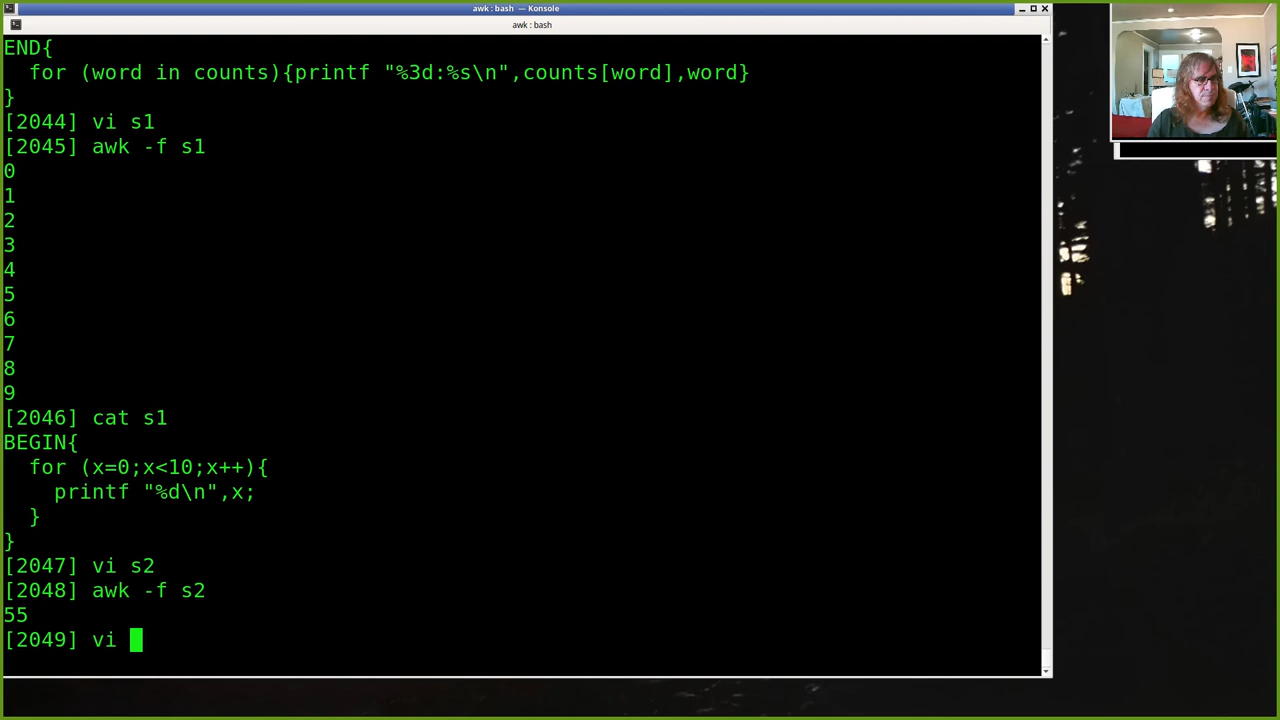 awk : bash — Konsole
awk : bash
END{
  for (word in counts){printf "%3d:%s\n",counts[word],word}
}
[2044] vi s1
[2045] awk -f s1
0
1
2
3
4
5
6
7
8
9
[2046] cat s1
BEGIN{
  for (x=0;x<10;x++){
    printf "%d\n",x;
  }
}
[2047] vi s2
[2048] awk -f s2
55
[2049] vi